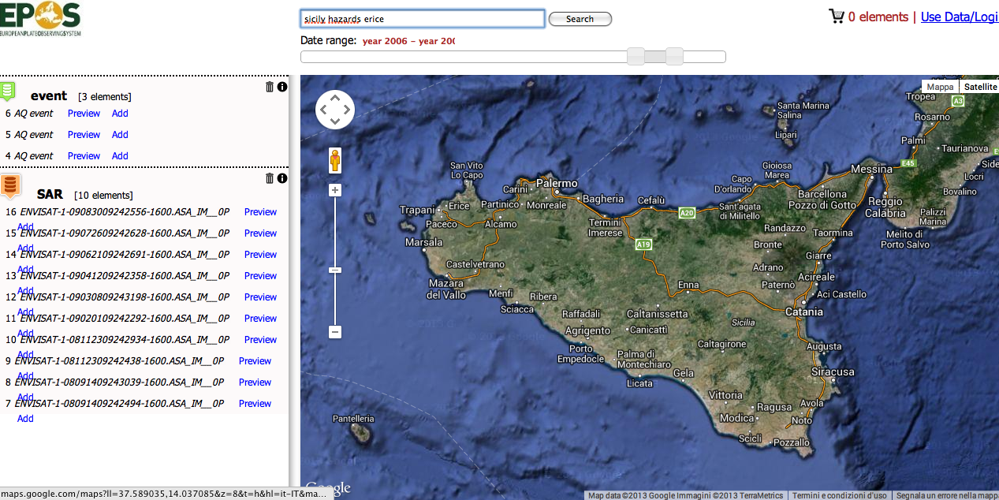 EPOS
EUROPEANPLATEOBSERVINGSYSTEM
sicily hazards erice
Search
0 elements | Use Data/Logi
Date range: year 2006 – year 200
event [3 elements]
6 AQ event Preview Add
5 AQ event Preview Add
4 AQ event Preview Add
SAR [10 elements]
16 ENVISAT-1-09083009242556-1600.ASA_IM__0P Preview
Add
15 ENVISAT-1-09072609242628-1600.ASA_IM__0P Preview
Add
14 ENVISAT-1-09062109242691-1600.ASA_IM__0P Preview
Add
13 ENVISAT-1-09041209242358-1600.ASA_IM__0P Preview
Add
12 ENVISAT-1-09030809243198-1600.ASA_IM__0P Preview
Add
11 ENVISAT-1-09020109242292-1600.ASA_IM__0P Preview
Add
10 ENVISAT-1-08112309242934-1600.ASA_IM__0P Preview
Add
9 ENVISAT-1-08112309242438-1600.ASA_IM__0P Preview
Add
8 ENVISAT-1-08091409243039-1600.ASA_IM__0P Preview
Add
7 ENVISAT-1-08091409242494-1600.ASA_IM__0P Preview
Add
maps.google.com/maps?ll=37.589035,14.037085&z=8&t=h&hl=it-IT&ma...
Mappa
Satellite
Tropea
A3
Rosarno
Santa Marina
Salina
Lipari
Palmi
Taurianova
E45
Side
Locri
Bovalino
San Vito
Lo Capo
Gioiosa
Marea
Messina
Capo
D'orlando
Palermo
Carini
Bagheria
Cefalù
Barcellona
Pozzo di Gotto
Reggio
Calabria
Trapani
Erice
Partinico
Monreale
A20
Sant'agata
di Militello
Palizzi
Marina
Paceco
Alcamo
Termini
Imerese
Randazzo
Taormina
Melito di
Porto Salvo
Marsala
A19
Bronte
Giarre
Castelvetrano
Adrano
Acireale
Mazara
del Vallo
Enna
Paternò
Aci Castello
Menfi
Ribera
Sciacca
Raffadali
Caltanissetta
Catania
Agrigento
Canicattì
Sicilia
Porto
Empedocle
Palma di
Montechiaro
Caltagirone
Augusta
Licata
Gela
Siracusa
Vittoria
Ragusa
Avola
Modica
Noto
Scicli
Pozzallo
Pantelleria
Google
Map data ©2013 Google Immagini ©2013 TerraMetrics
Termini e condizioni d'uso
Segnala un errore nella mapp